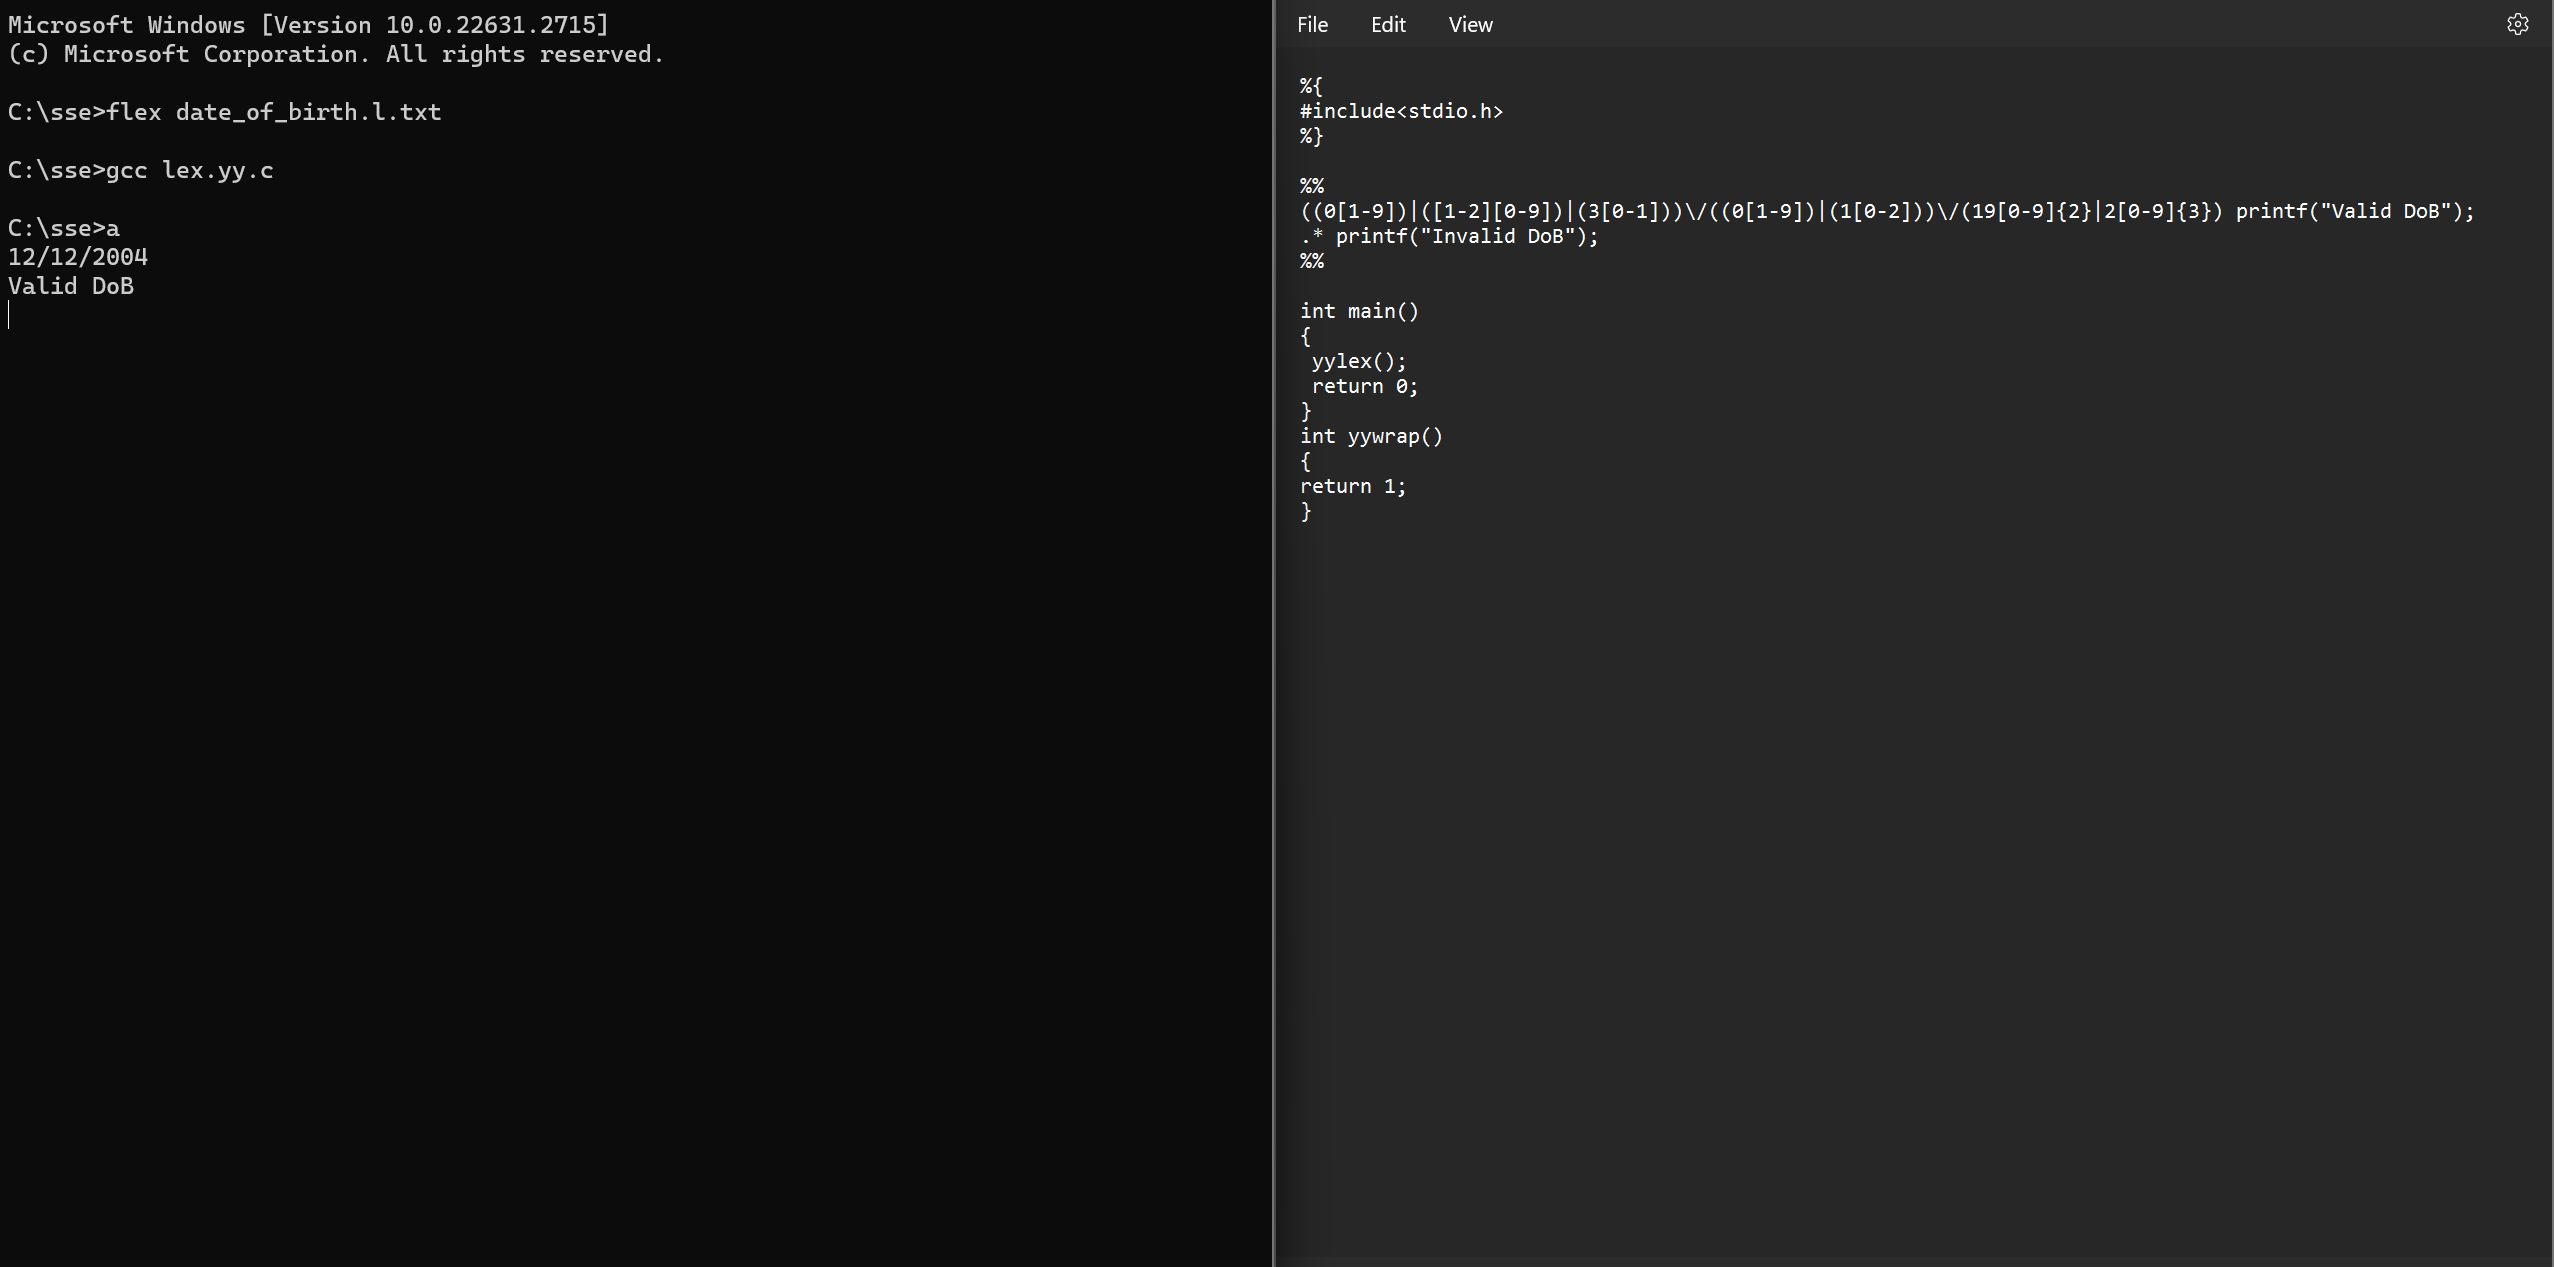 Microsoft Windows [Version 10.0.22631.2715]
(c) Microsoft Corporation. All rights reserved.
C:\sse>flex date_of_birth.l.txt
C:\sse>gcc lex.yy.c
C:\sse>a
12/12/2004
Valid DoB
File Edit View
%{
#include<stdio.h>
%}
%%
((0[1-9])|([1-2][0-9])|(3[0-1]))\/((0[1-9])|(1[0-2]))\/(19[0-9]{2}|2[0-9]{3}) printf("Valid DoB");
.* printf("Invalid DoB");
%%
int main()
{
 yylex();
 return 0;
}
int yywrap()
{
return 1;
}